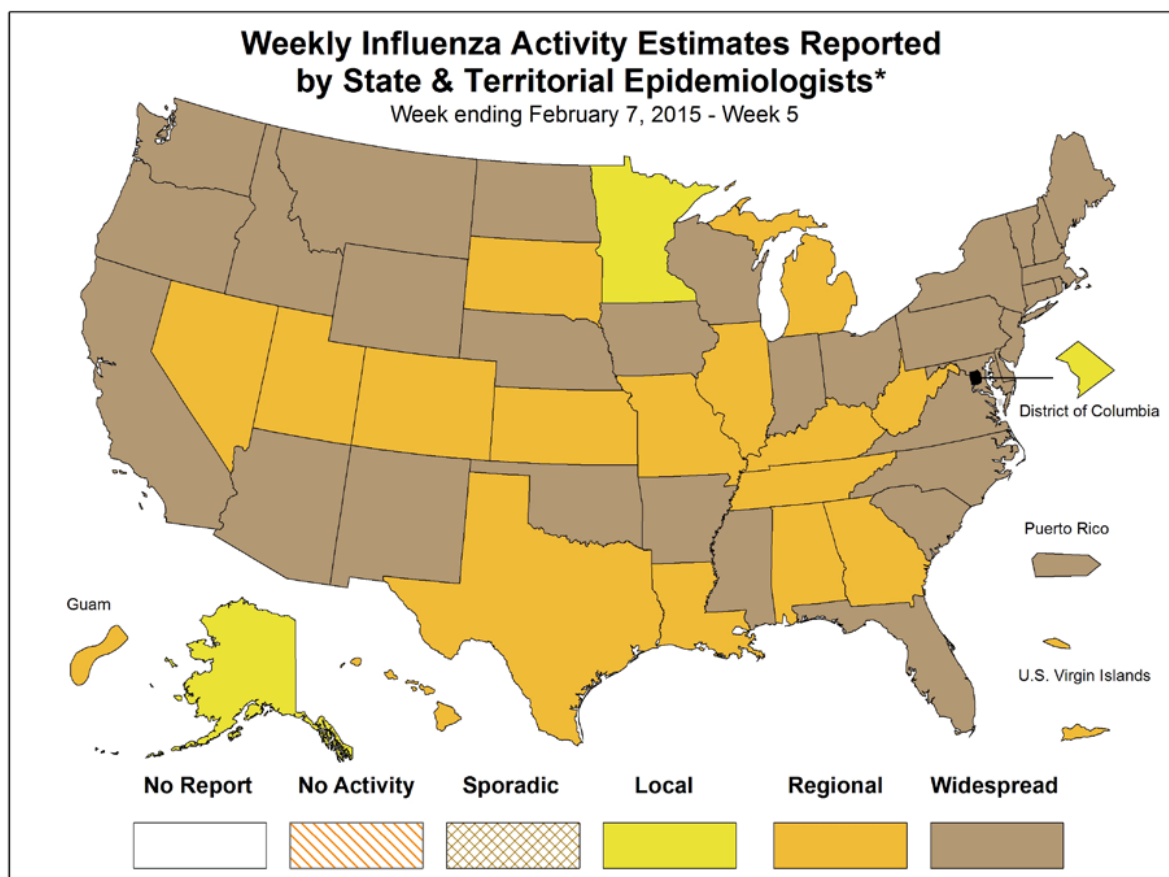 Weekly Influenza Activity Estimates Reported
by State & Territorial Epidemiologists*
Week ending February 7, 2015 - Week 5
District of Columbia
Puerto Rico
Guam
U.S. Virgin Islands
No Report
No Activity
Sporadic
Local
Regional
Widespread